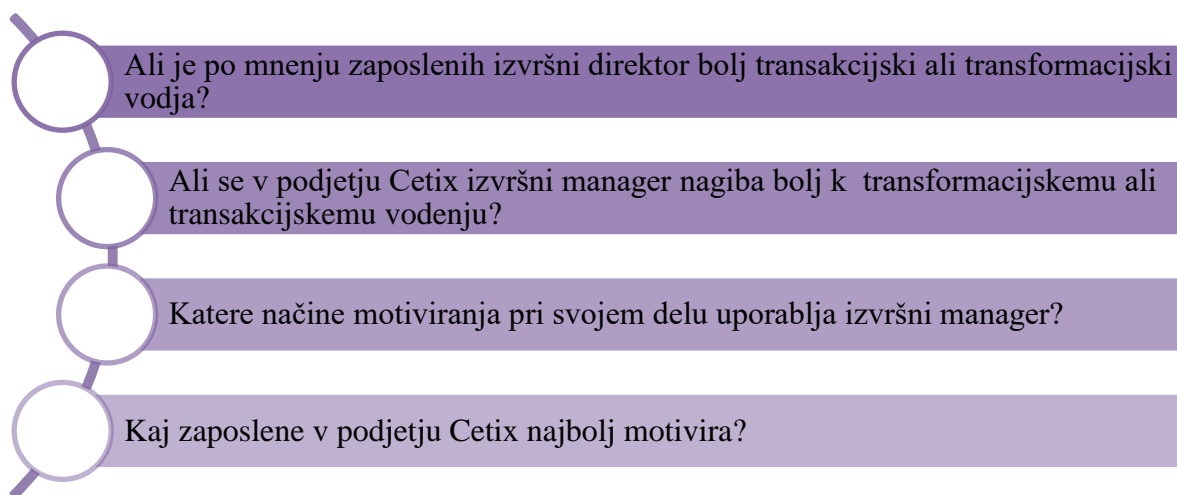 Ali je po mnenju zaposlenih izvršni direktor bolj transakcijski ali transformacijski
vodja?
Ali se v podjetju Cetix izvršni manager nagiba bolj k  transformacijskemu ali
transakcijskemu vodenju?
Katere načine motiviranja pri svojem delu uporablja izvršni manager?
Kaj zaposlene v podjetju Cetix najbolj motivira?